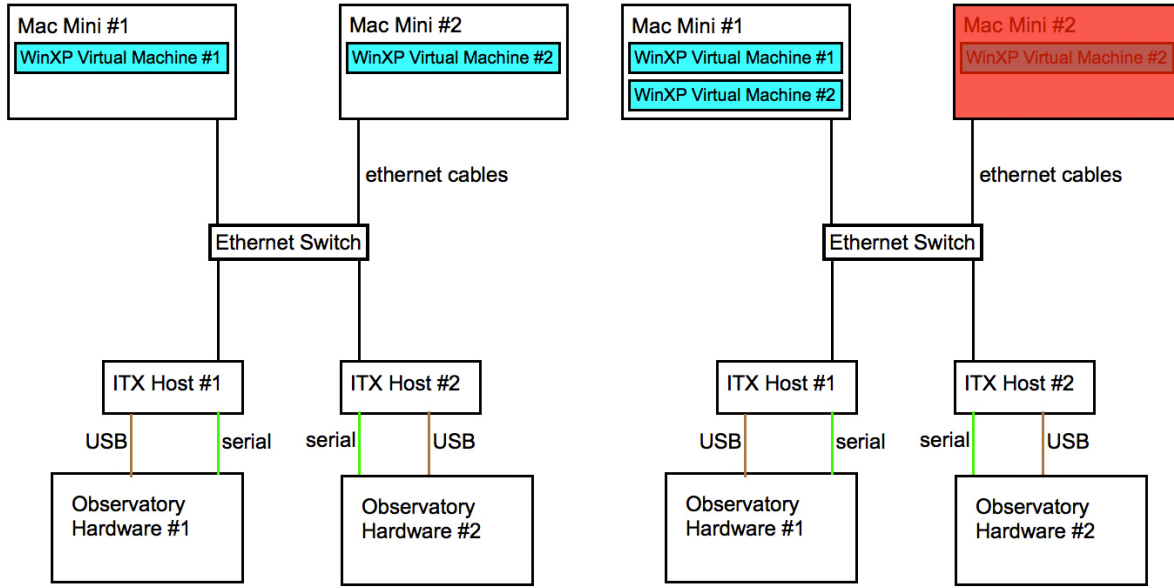 Mac Mini #1
WinXP Virtual Machine #1
Mac Mini #2
WinXP Virtual Machine #2
ethernet cables
Ethernet Switch
ITX Host #1
ITX Host #2
USB
serial
serial
USB
Observatory
Hardware #1
Observatory
Hardware #2
Mac Mini #1
WinXP Virtual Machine #1
WinXP Virtual Machine #2
Mac Mini #2
WinXP Virtual Machine #2
ethernet cables
Ethernet Switch
ITX Host #1
ITX Host #2
USB
serial
serial
USB
Observatory
Hardware #1
Observatory
Hardware #2